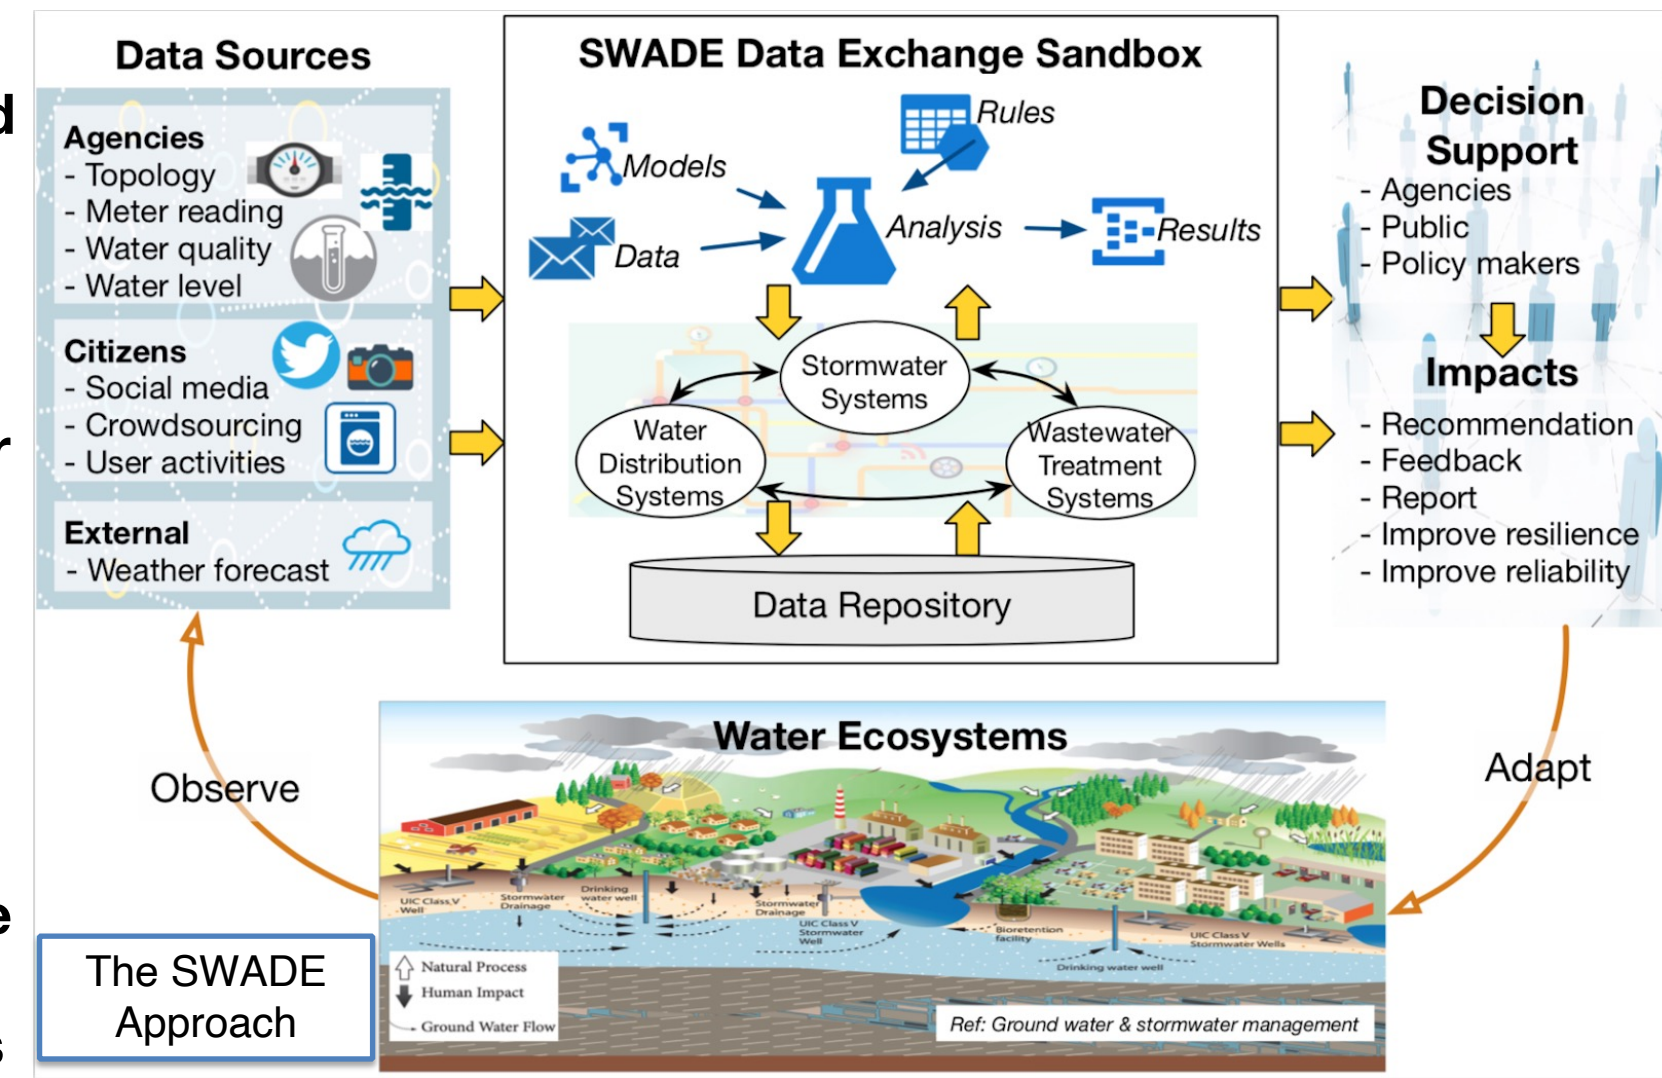 d
r
e
s
Data Sources
Agencies
- Topology
- Meter reading
- Water quality
- Water level
Citizens
- Social media
- Crowdsourcing
- User activities
External
- Weather forecast
SWADE Data Exchange Sandbox
Models
Rules
Data
Analysis
Results
Stormwater
Systems
Water
Distribution
Systems
Wastewater
Treatment
Systems
Data Repository
Decision
Support
- Agencies
- Public
- Policy makers
Impacts
- Recommendation
- Feedback
- Report
- Improve resilience
- Improve reliability
Observe
Adapt
Water Ecosystems
UIC Class V
Well
Stormwater
Drainage
Drinking
water well
Stormwater
Drainage
UIC Class V
Stormwater
Well
Bioretention
facility
Drinking water well
UIC Class V
Stormwater Wells
Natural Process
Human Impact
Ground Water Flow
Ref: Ground water & stormwater management
The SWADE
Approach